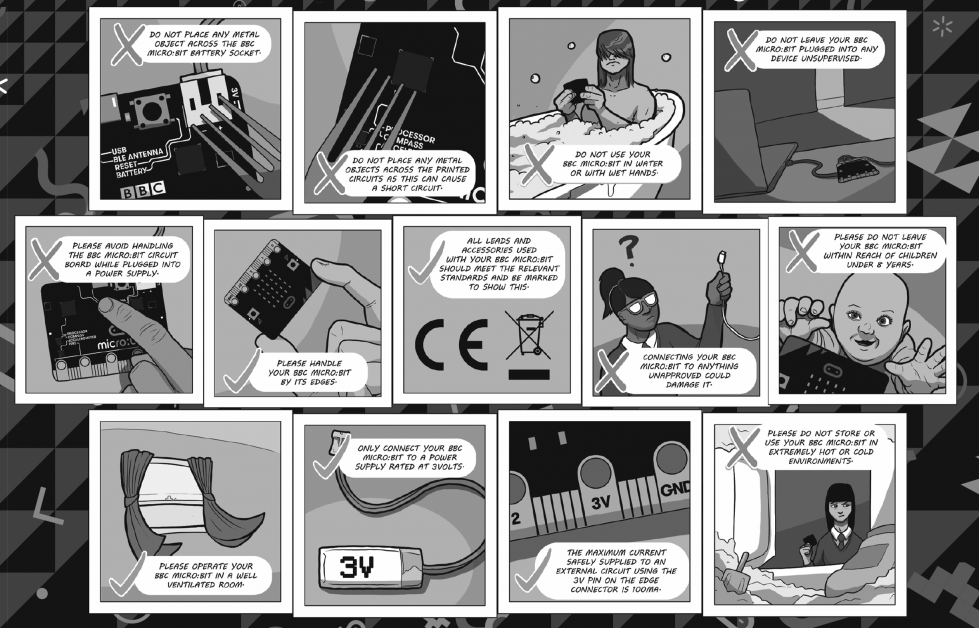 DO NOT PLACE ANY METAL
OBJECT ACROSS THE BBC
MICRO:BIT BATTERY SOCKET.
3V
USB
BLE ANTENNA
RESET
BATTERY
BBC
PROCESSOR
COMPASS
DO NOT PLACE ANY METAL
OBJECTS ACROSS THE PRINTED
CIRCUITS AS THIS CAN CAUSE
A SHORT CIRCUIT.
DO NOT USE YOUR
BBC MICRO:BIT IN WATER
OR WITH WET HANDS.
DO NOT LEAVE YOUR BBC
MICRO:BIT PLUGGED INTO ANY
DEVICE UNSUPERVISED.
PLEASE AVOID HANDLING
THE BBC MICRO:BIT CIRCUIT
BOARD WHILE PLUGGED INTO
A POWER SUPPLY.
PROCESSOR
COMPASS
ACCELEROMETER
PINS
micro:b
PLEASE HANDLE
YOUR BBC MICRO:BIT
BY ITS EDGES.
ALL LEADS AND
ACCESSORIES USED
WITH YOUR BBC MICRO:BIT
SHOULD MEET THE RELEVANT
STANDARDS AND BE MARKED
TO SHOW THIS.
CE
?
CONNECTING YOUR BBC
MICRO:BIT TO ANYTHING
UNAPPROVED COULD
DAMAGE IT.
PLEASE DO NOT LEAVE
YOUR BBC MICRO:BIT
WITHIN REACH OF CHILDREN
UNDER 8 YEARS.
PLEASE OPERATE YOUR
BBC MICRO:BIT IN A WELL
VENTILATED ROOM.
ONLY CONNECT YOUR BBC
MICRO:BIT TO A POWER
SUPPLY RATED AT 3VOLTS.
3V
2
3V
GND
THE MAXIMUM CURRENT
SAFELY SUPPLIED TO AN
EXTERNAL CIRCUIT USING THE
3V PIN ON THE EDGE
CONNECTOR IS 100MA.
PLEASE DO NOT STORE OR
USE YOUR BBC MICRO:BIT IN
EXTREMELY HOT OR COLD
ENVIRONMENTS.